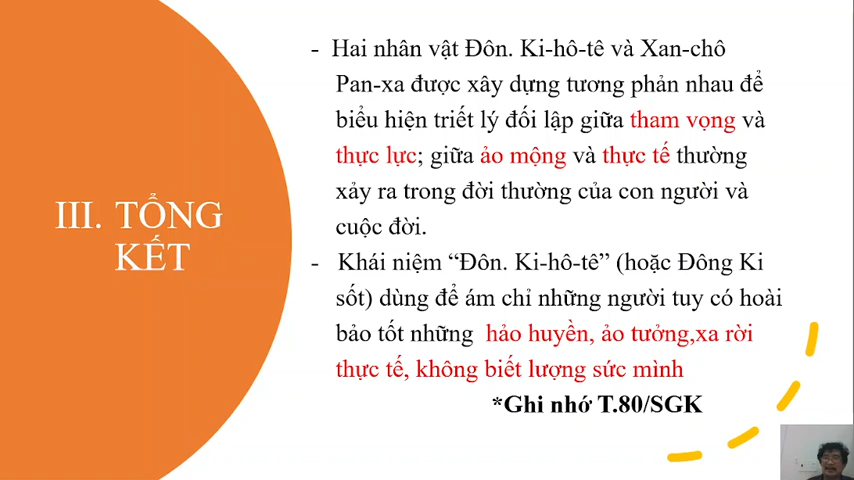 III. TỔNG
KẾT
- Hai nhân vật Đôn. Ki-hô-tê và Xan-chô
Pan-xa được xây dựng tương phản nhau để
biểu hiện triết lý đối lập giữa tham vọng và
thực lực; giữa ảo mộng và thực tế thường
xảy ra trong đời thường của con người và
cuộc đời.
- Khái niệm “Đôn. Ki-hô-tê” (hoặc Đông Ki
sốt) dùng để ám chỉ những người tuy có hoài
bảo tốt những hảo huyền, ảo tưởng,xa rời
thực tế, không biết lượng sức mình
*Ghi nhớ T.80/SGK